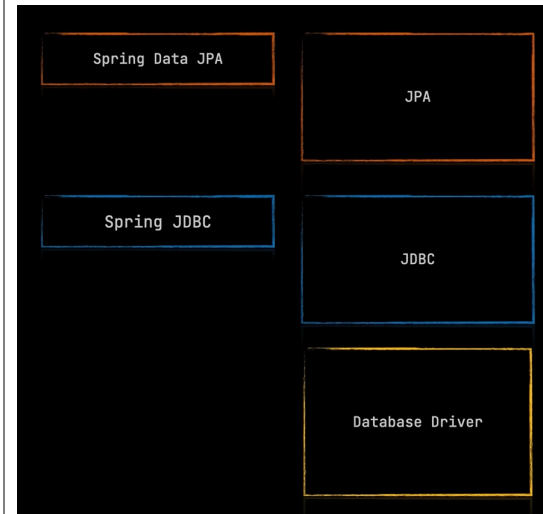 Spring Data JPA
JPA
Spring JDBC
JDBC
Database Driver